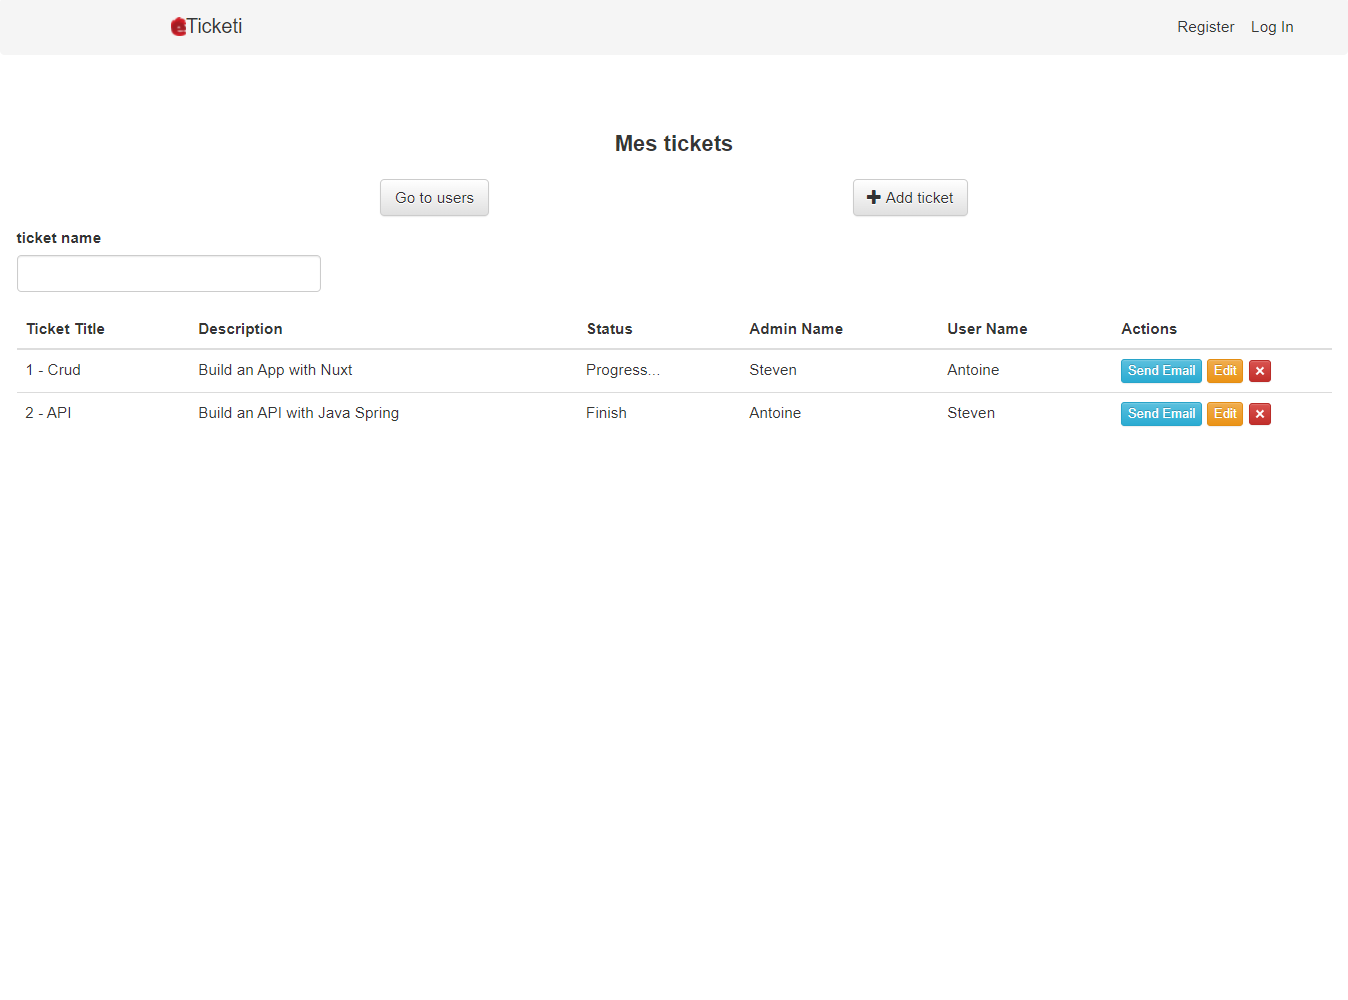 eTicketi Register Log In
Mes tickets
Go to users Add ticket
ticket name
Ticket Title Description Status Admin Name User Name Actions
1 - Crud Build an App with Nuxt Progress... Steven Antoine Send Email Edit ×
2 - API Build an API with Java Spring Finish Antoine Steven Send Email Edit ×